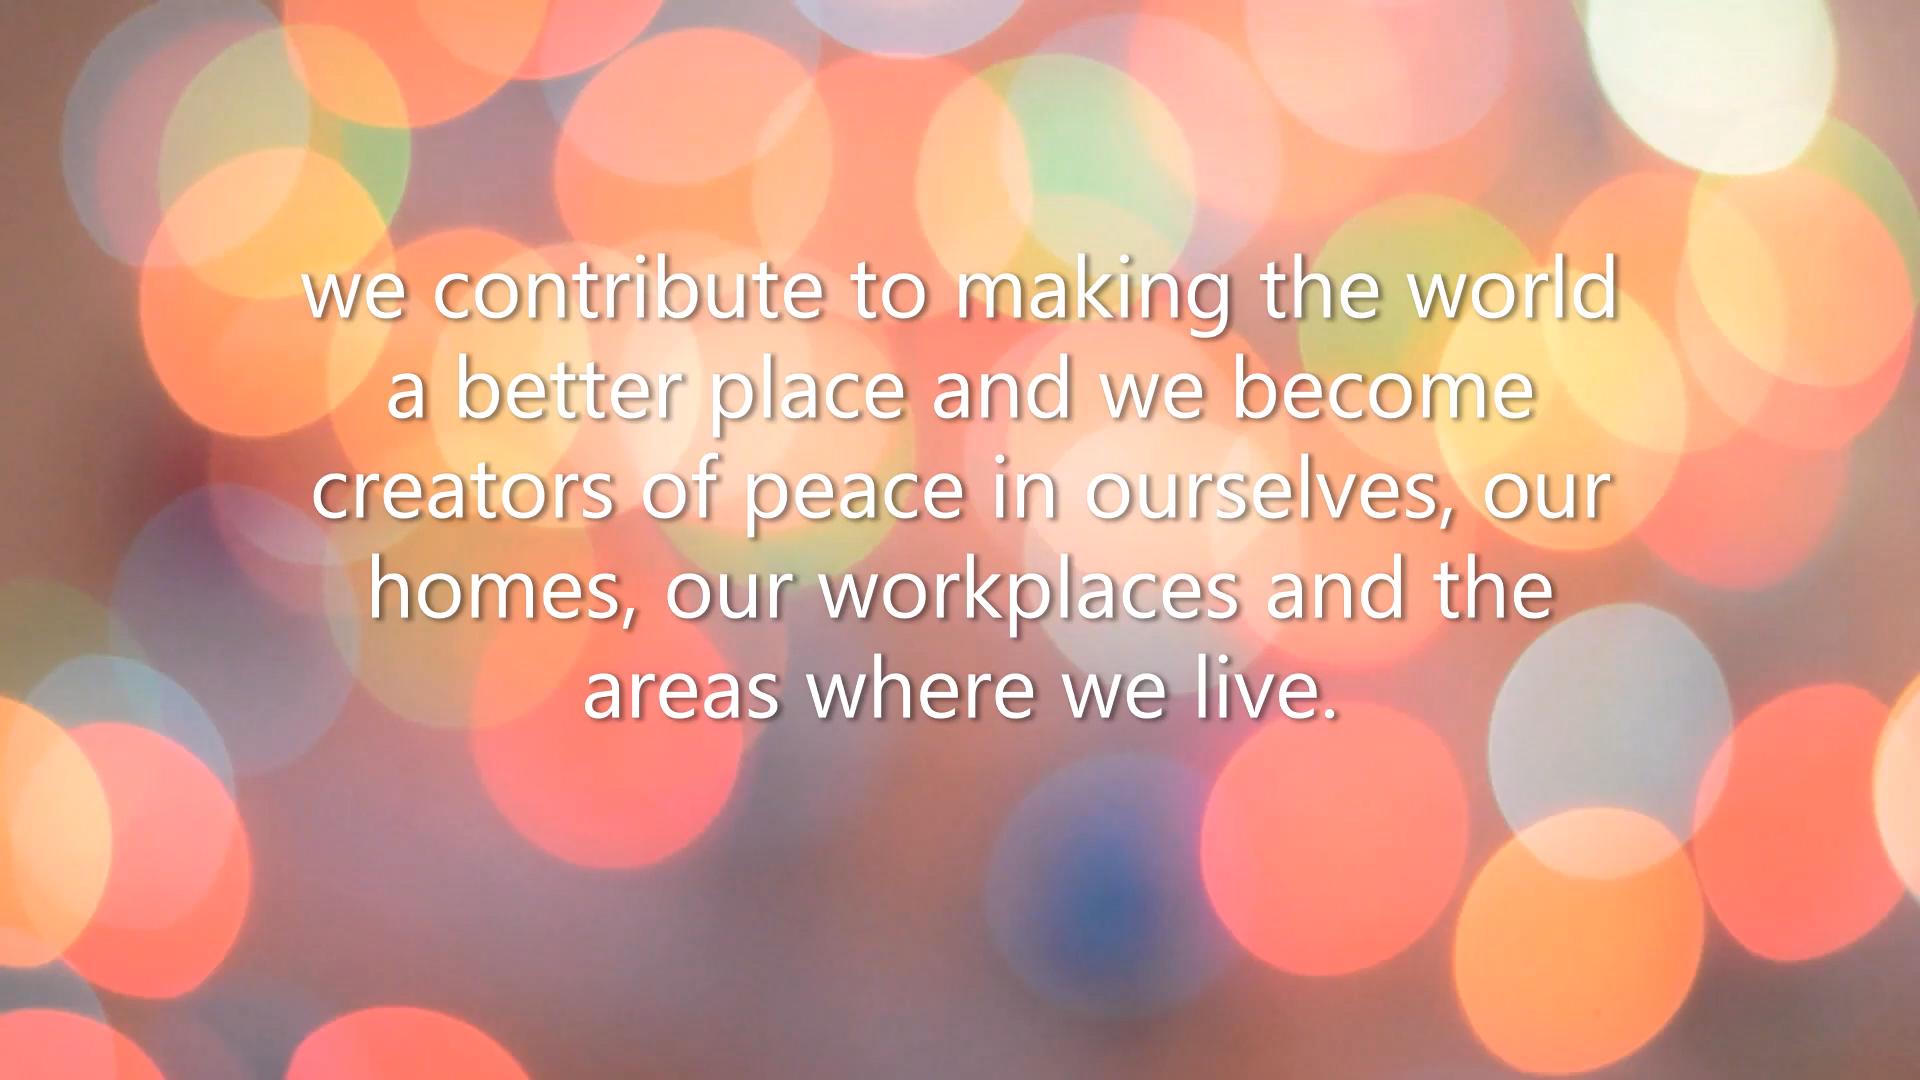 we contribute to making the world
a better place and we become
creators of peace in ourselves, our
homes, our workplaces and the
areas where we live.